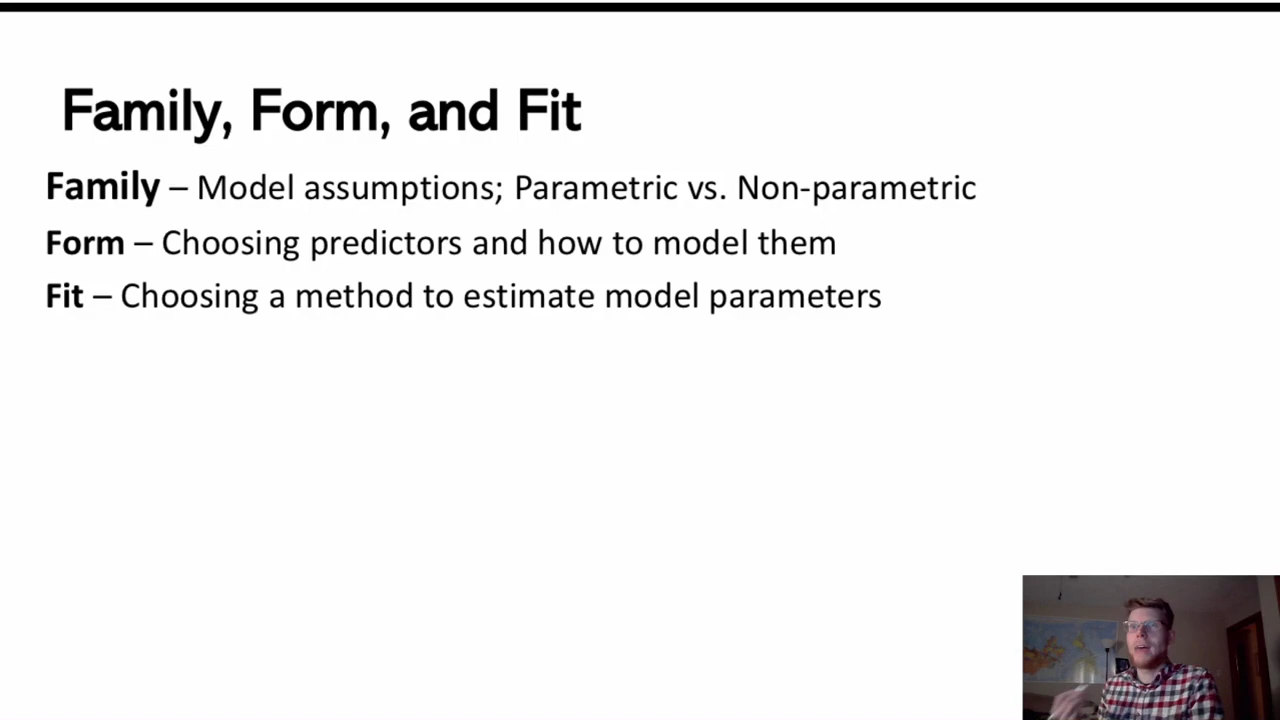 Family, Form, and Fit
Family – Model assumptions; Parametric vs. Non-parametric
Form – Choosing predictors and how to model them
Fit – Choosing a method to estimate model parameters